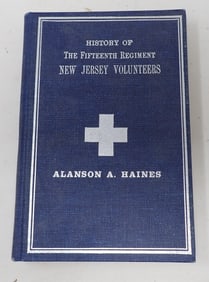 HISTORY OF
THE FIFTEENTH REGIMENT
NEW JERSEY VOLUNTEERS
ALANSON A. HAINES